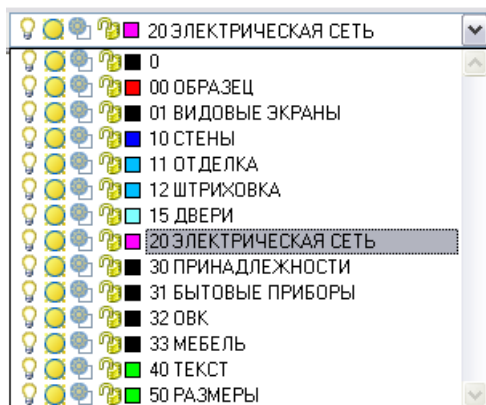 20 ЭЛЕКТРИЧЕСКАЯ СЕТЬ
0
00 ОБРАЗЕЦ
01 ВИДОВЫЕ ЭКРАНЫ
10 СТЕНЫ
11 ОТДЕЛКА
12 ШТРИХОВКА
15 ДВЕРИ
20 ЭЛЕКТРИЧЕСКАЯ СЕТЬ
30 ПРИНАДЛЕЖНОСТИ
31 БЫТОВЫЕ ПРИБОРЫ
32 ОВК
33 МЕБЕЛЬ
40 ТЕКСТ
50 РАЗМЕРЫ